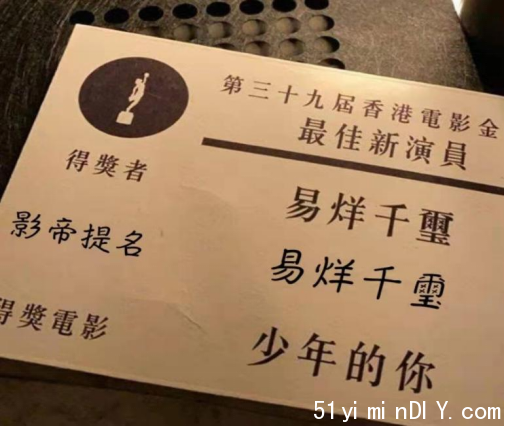 第三十九屆香港電影金
最佳新演員
得獎者
易烊千璽
影帝提名
易烊千璽
得獎電影
少年的你
51yiminDIY.com